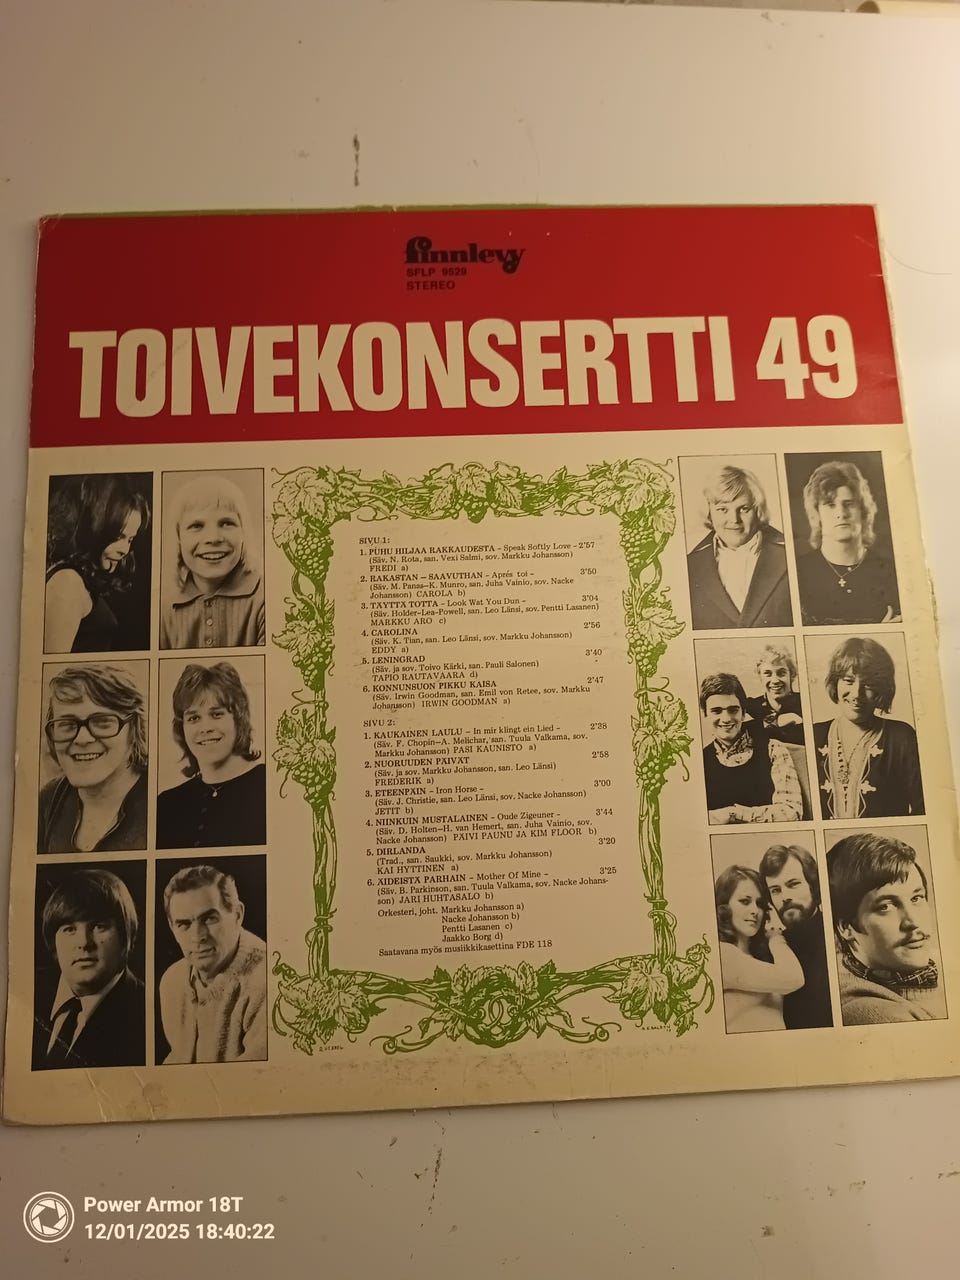 finnlevy
SFLP 9529
STEREO
TOIVEKONSERTTI 49
SIVU 1:
1. PUHU HILJAA RAKKAUDESTA - Speak Softly Love - 2'57
(Säv. N. Rota, san. Vexi Salmi, sov. Markku Johansson)
FREDI a)
2. RAKASTAN - SAAVUTHAN - Aprés toi - 3'50
(Säv. M. Panas-K. Munro, san. Juha Vainio, sov. Nacke
Johansson) CAROLA b)
3. TÄYTTÄ TOTTA - Look Wat You Dun - 3'04
(Säv. Holder-Lea-Powell, san. Leo Länsi, sov. Pentti Lasanen)
MARKKU ARO c)
4. CAROLINA 2'56
(Säv. K. Tian, san. Leo Länsi, sov. Markku Johansson)
EDDY a)
5. LENINGRAD 3'40
(Säv. ja sov. Toivo Kärki, san. Pauli Salonen)
TAPIO RAUTAVAARA d)
6. KONNUNSUON PIKKU KAISA 2'47
(Säv. Irwin Goodman, san. Emil von Retee, sov. Markku
Johansson) IRWIN GOODMAN a)
SIVU 2:
1. KAUKAINEN LAULU - In mir klingt ein Lied - 2'38
(Säv. F. Chopin-A. Melichar, san. Tuula Valkama, sov.
Markku Johansson) PASI KAUNISTO a)
2. NUORUUDEN PÄIVÄT 2'58
(Säv. ja sov. Markku Johansson, san. Leo Länsi)
FREDERIK a)
3. ETEENPÄIN - Iron Horse - 3'00
(Säv. J. Christie, san. Leo Länsi, sov. Nacke Johansson)
JETIT b)
4. NIINKUIN MUSTALAINEN - Oude Zigeuner - 3'44
(Säv. D. Holten-H. van Hemert, san. Juha Vainio, sov.
Nacke Johansson) PÄIVI PAUNU JA KIM FLOOR b)
5. DIRLANDA 3'20
(Trad., san. Saukki, sov. Markku Johansson)
KAI HYTTINEN a)
6. ÄIDEISTÄ PARHAIN - Mother Of Mine - 3'25
(Säv. B. Parkinson, san. Tuula Valkama, sov. Nacke Johans-
son) JARI HUHTASALO b)
Orkesteri, joht. Markku Johansson a)
Nacke Johansson b)
Pentti Lasanen c)
Jaakko Borg d)
Saatavana myös musiikkikasettina FDE 118
Power Armor 18T
12/01/2025 18:40:22